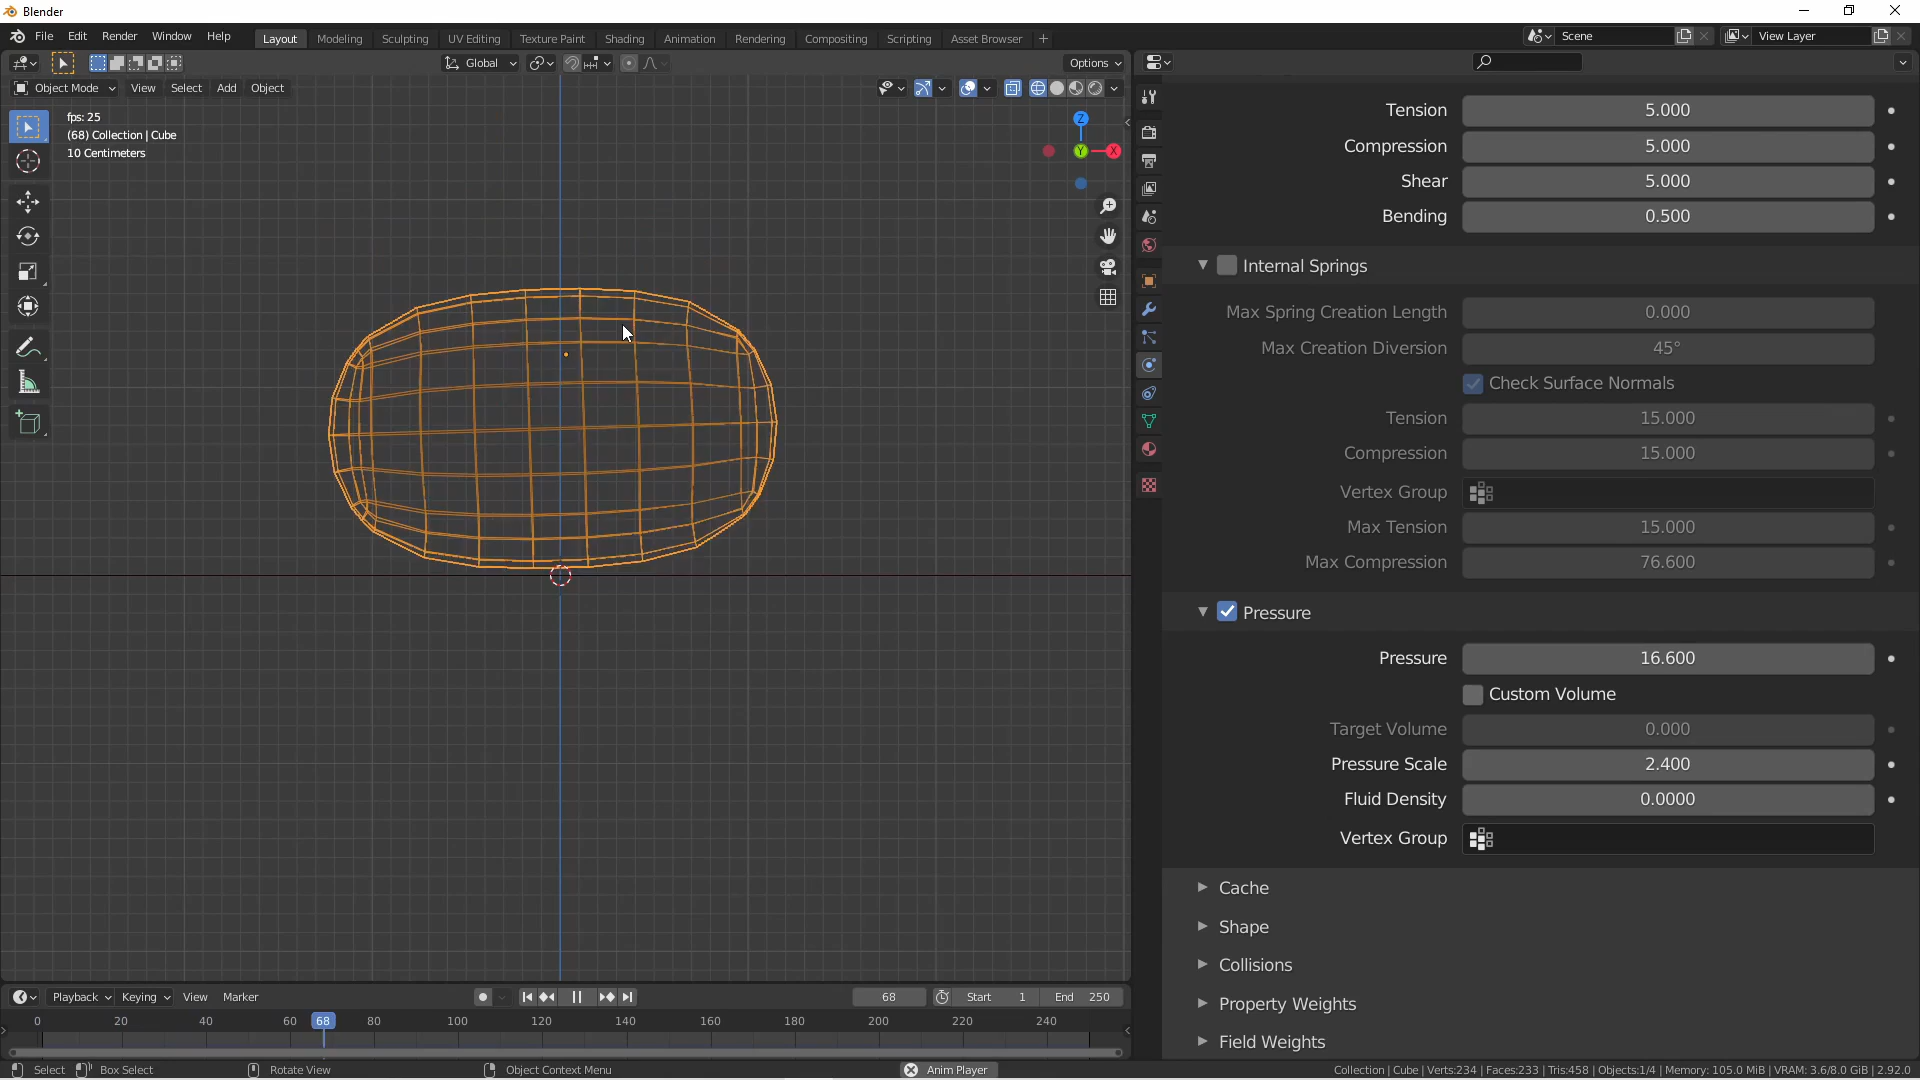 Blender
File Edit Render Window Help Layout Modeling Sculpting UV Editing Texture Paint Shading Animation Rendering Compositing Scripting Asset Browser + Scene View Layer
Global Options
Object Mode View Select Add Object
fps: 25
(68) Collection | Cube
10 Centimeters
Z
Y
X
Tension 5.000
Compression 5.000
Shear 5.000
Bending 0.500
Internal Springs
Max Spring Creation Length 0.000
Max Creation Diversion 45°
Check Surface Normals
Tension 15.000
Compression 15.000
Vertex Group
Max Tension 15.000
Max Compression 76.600
Pressure
Pressure 16.600
Custom Volume
Target Volume 0.000
Pressure Scale 2.400
Fluid Density 0.0000
Vertex Group
Cache
Shape
Collisions
Property Weights
Field Weights
Playback Keying View Marker 68 Start 1 End 250
0 20 40 60 68 80 100 120 140 160 180 200 220 240
Select Box Select Rotate View Object Context Menu Anim Player Collection | Cube | Verts:234 | Faces:233 | Tris:458 | Objects:1/4 | Memory: 105.0 MiB | VRAM: 3.6/8.0 GiB | 2.92.0